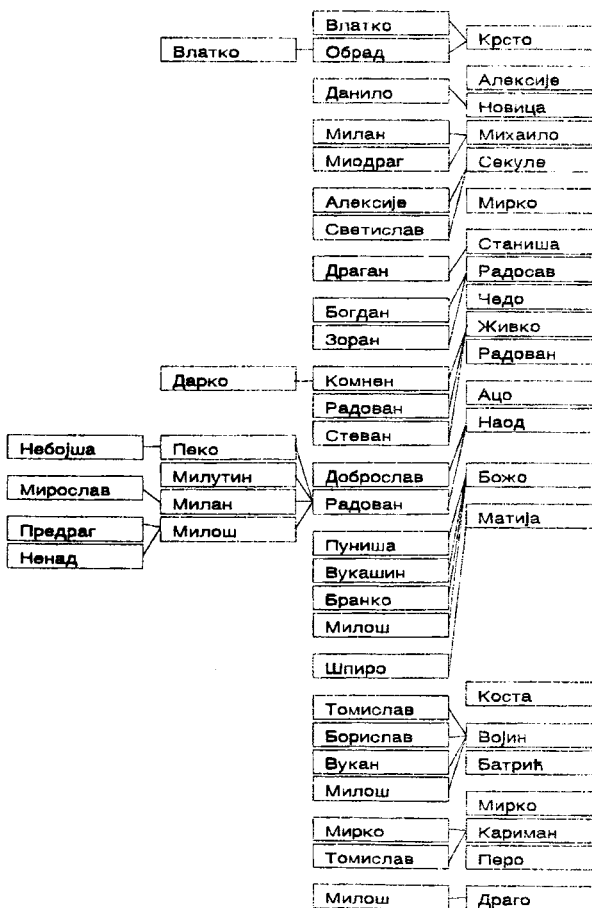 Влатко
Крсто
Влатко Обрад
Алексије
Данило
Новица
Милан Михаило
Миодраг Секуле
Алексије Мирко
Светислав
Станиша
Драган Радосав
Чедо
Богдан
Живко
Зоран
Радован
Дарко Комнен
Ацо
Радован
Наод
Стеван
Небојша Пеко
Милутин Доброслав Божо
Мирослав
Милан Радован
Матија
Предраг Милош
Пуниша
Ненад
Вукашин
Бранко
Милош
Шпиро
Коста
Томислав
Борислав Војин
Вукан Батрић
Милош
Мирко
Мирко Кариман
Томислав Перо
Милош Драго